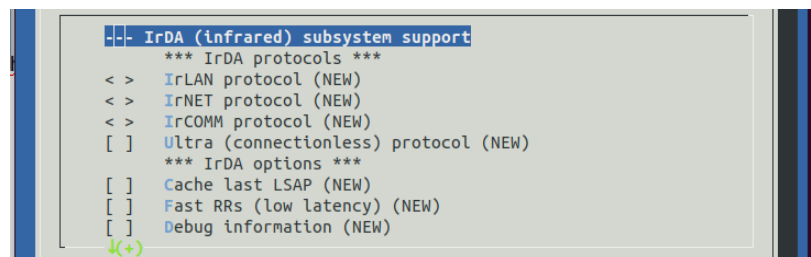 --- IrDA (infrared) subsystem support
*** IrDA protocols ***
< > IrLAN protocol (NEW)
< > IrNET protocol (NEW)
< > IrCOMM protocol (NEW)
[ ] Ultra (connectionless) protocol (NEW)
*** IrDA options ***
[ ] Cache last LSAP (NEW)
[ ] Fast RRs (low latency) (NEW)
[ ] Debug information (NEW)
↓(+)